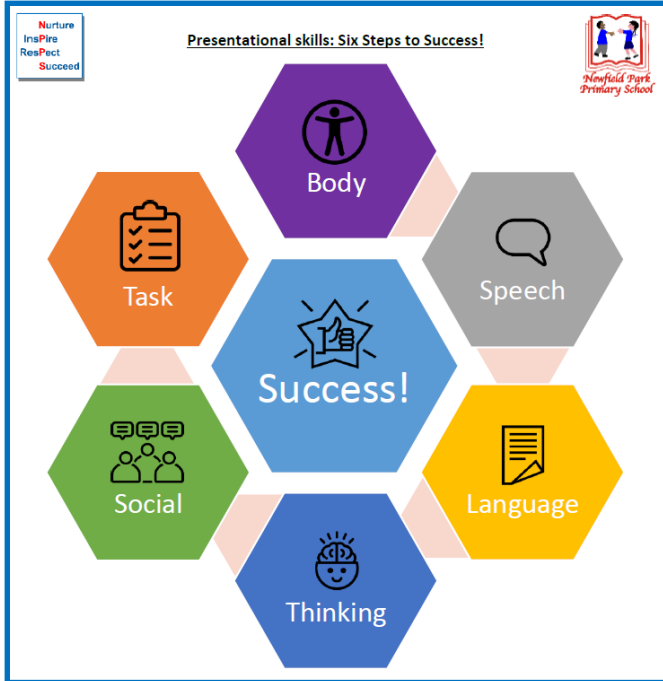 Nurture
InsPire
ResPect
Succeed
Presentational skills: Six Steps to Success!
Newfield Park
Primary School
Body
Task
Speech
Success!
Social
Language
Thinking